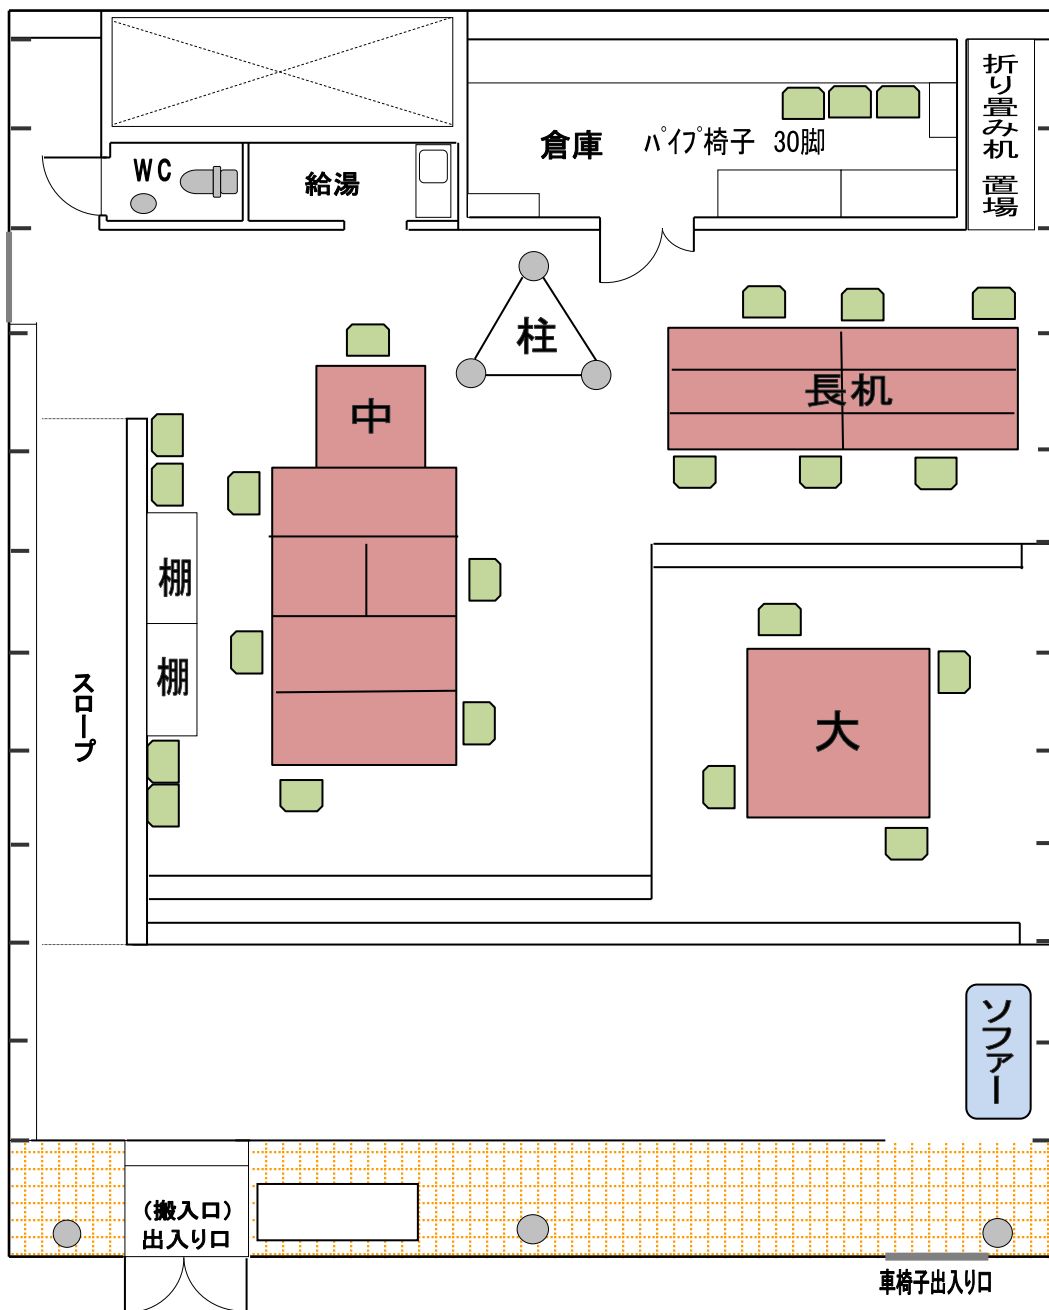 WC
給湯
倉庫
パイプ椅子 30脚
折り畳み机 置場
柱
中
長机
棚
棚
スロープ
大
ソファー
(搬入口)
出入り口
車椅子出入り口